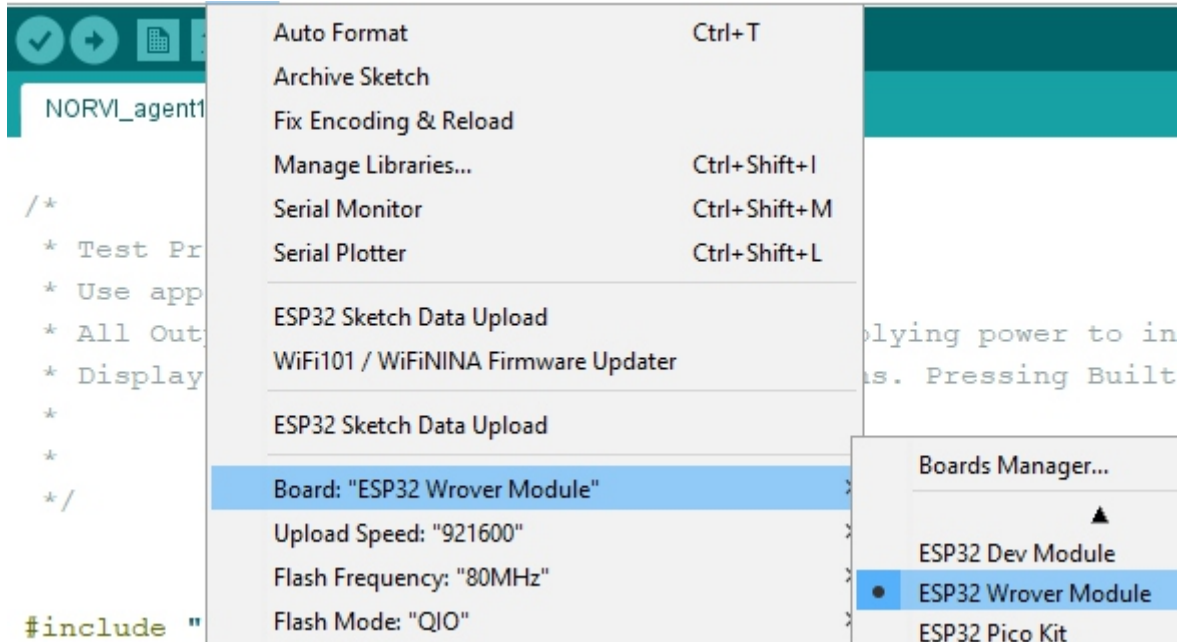 NORVI_agent1
Auto Format Ctrl+T
Archive Sketch
Fix Encoding & Reload
Manage Libraries... Ctrl+Shift+I
Serial Monitor Ctrl+Shift+M
Serial Plotter Ctrl+Shift+L
ESP32 Sketch Data Upload
WiFi101 / WiFiNINA Firmware Updater
ESP32 Sketch Data Upload
Board: "ESP32 Wrover Module"
Upload Speed: "921600"
Flash Frequency: "80MHz"
Flash Mode: "QIO"
Boards Manager...
ESP32 Dev Module
ESP32 Wrover Module
ESP32 Pico Kit
/*
* Test Pr
* Use app
* All Out plying power to in
* Display ns. Pressing Built
*
*
*/
#include "